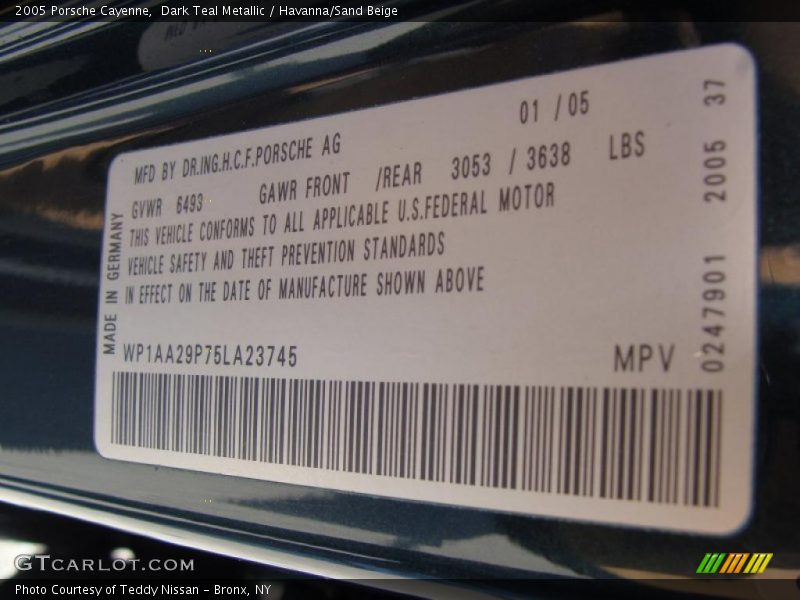 2005 Porsche Cayenne, Dark Teal Metallic / Havanna/Sand Beige
01 / 05
MFD BY DR.ING.H.C.F.PORSCHE AG
GVWR 6493 GAWR FRONT /REAR 3053 / 3638 LBS
THIS VEHICLE CONFORMS TO ALL APPLICABLE U.S.FEDERAL MOTOR
VEHICLE SAFETY AND THEFT PREVENTION STANDARDS
IN EFFECT ON THE DATE OF MANUFACTURE SHOWN ABOVE
MADE IN GERMANY
WP1AA29P75LA23745 MPV
0247901 2005 37
GTCARLOT.COM
Photo Courtesy of Teddy Nissan - Bronx, NY